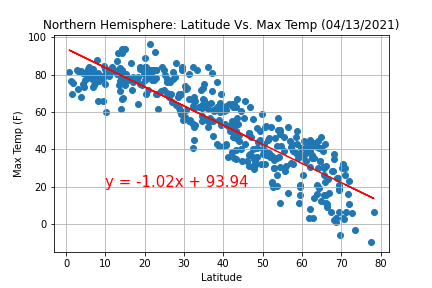 Northern Hemisphere: Latitude Vs. Max Temp (04/13/2021)
100
80
60
40
20
0
Max Temp (F)
y = -1.02x + 93.94
0 10 20 30 40 50 60 70 80
Latitude